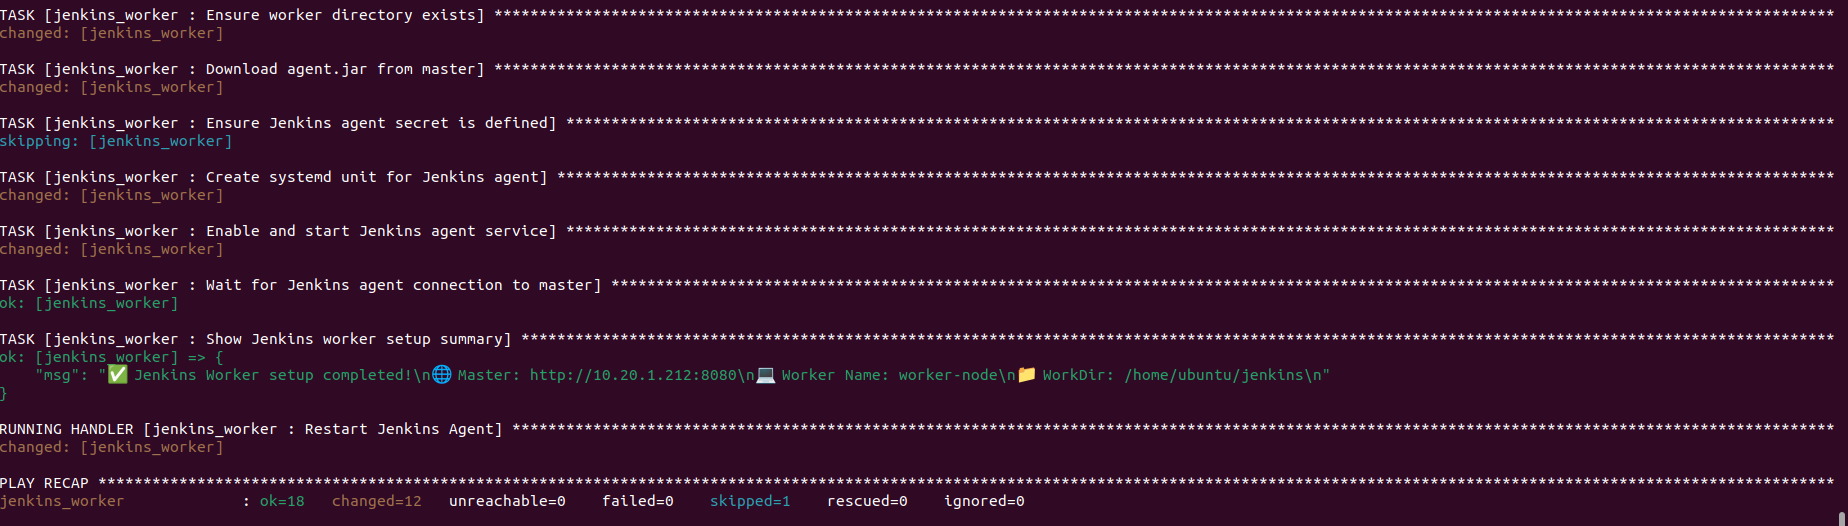 TASK [jenkins_worker : Ensure worker directory exists] *****************************************************************************************************************************************************
changed: [jenkins_worker]
TASK [jenkins_worker : Download agent.jar from master] *****************************************************************************************************************************************************
changed: [jenkins_worker]
TASK [jenkins_worker : Ensure Jenkins agent secret is defined] *********************************************************************************************************************************************
skipping: [jenkins_worker]
TASK [jenkins_worker : Create systemd unit for Jenkins agent] **********************************************************************************************************************************************
changed: [jenkins_worker]
TASK [jenkins_worker : Enable and start Jenkins agent service] *********************************************************************************************************************************************
changed: [jenkins_worker]
TASK [jenkins_worker : Wait for Jenkins agent connection to master] ****************************************************************************************************************************************
ok: [jenkins_worker]
TASK [jenkins_worker : Show Jenkins worker setup summary] **************************************************************************************************************************************************
ok: [jenkins_worker] => {
"msg": "✅ Jenkins Worker setup completed!\n🌐 Master: http://10.20.1.212:8080\n💻 Worker Name: worker-node\n📁 WorkDir: /home/ubuntu/jenkins\n"
}
RUNNING HANDLER [jenkins_worker : Restart Jenkins Agent] ***************************************************************************************************************************************************
changed: [jenkins_worker]
PLAY RECAP *************************************************************************************************************************************************************************************************
jenkins_worker : ok=18 changed=12 unreachable=0 failed=0 skipped=1 rescued=0 ignored=0